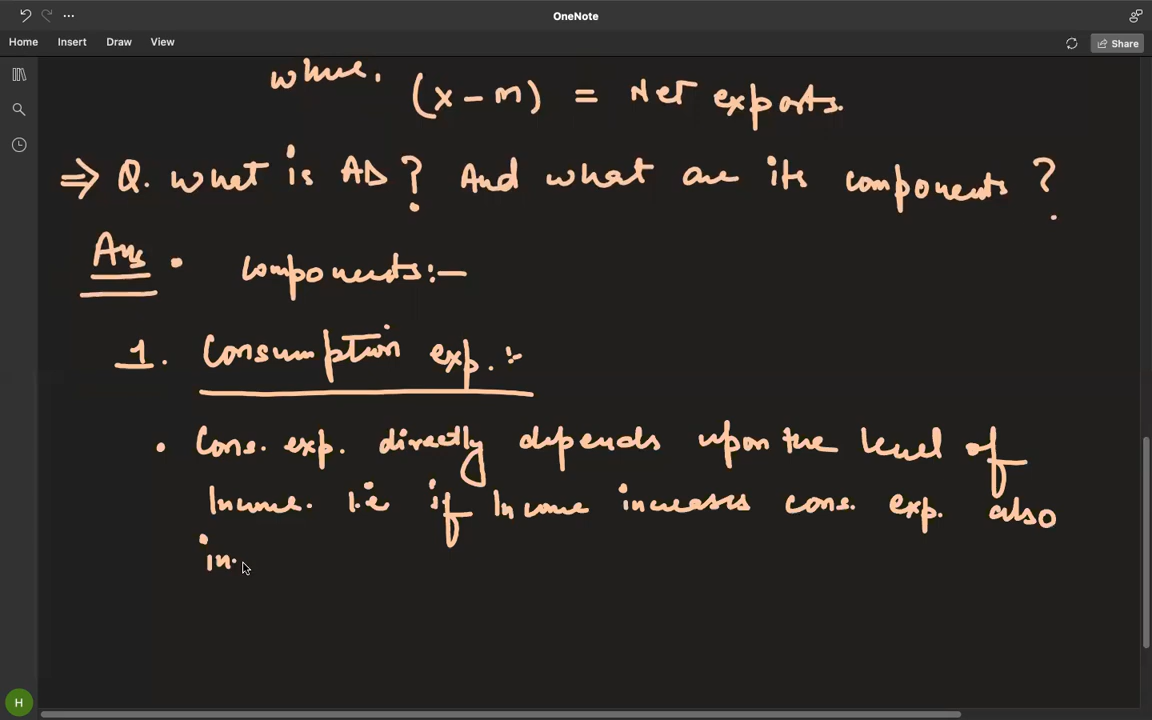 OneNote
Home Insert Draw View
Share
where. (x-m) = Net exports.
⇒ Q. what is AD? And what are its components?
Ans • Components:-
1. Consumption exp. :-
• Cons. exp. directly depends upon the level of
Income. I.e if Income increases cons. exp. also
in.
H